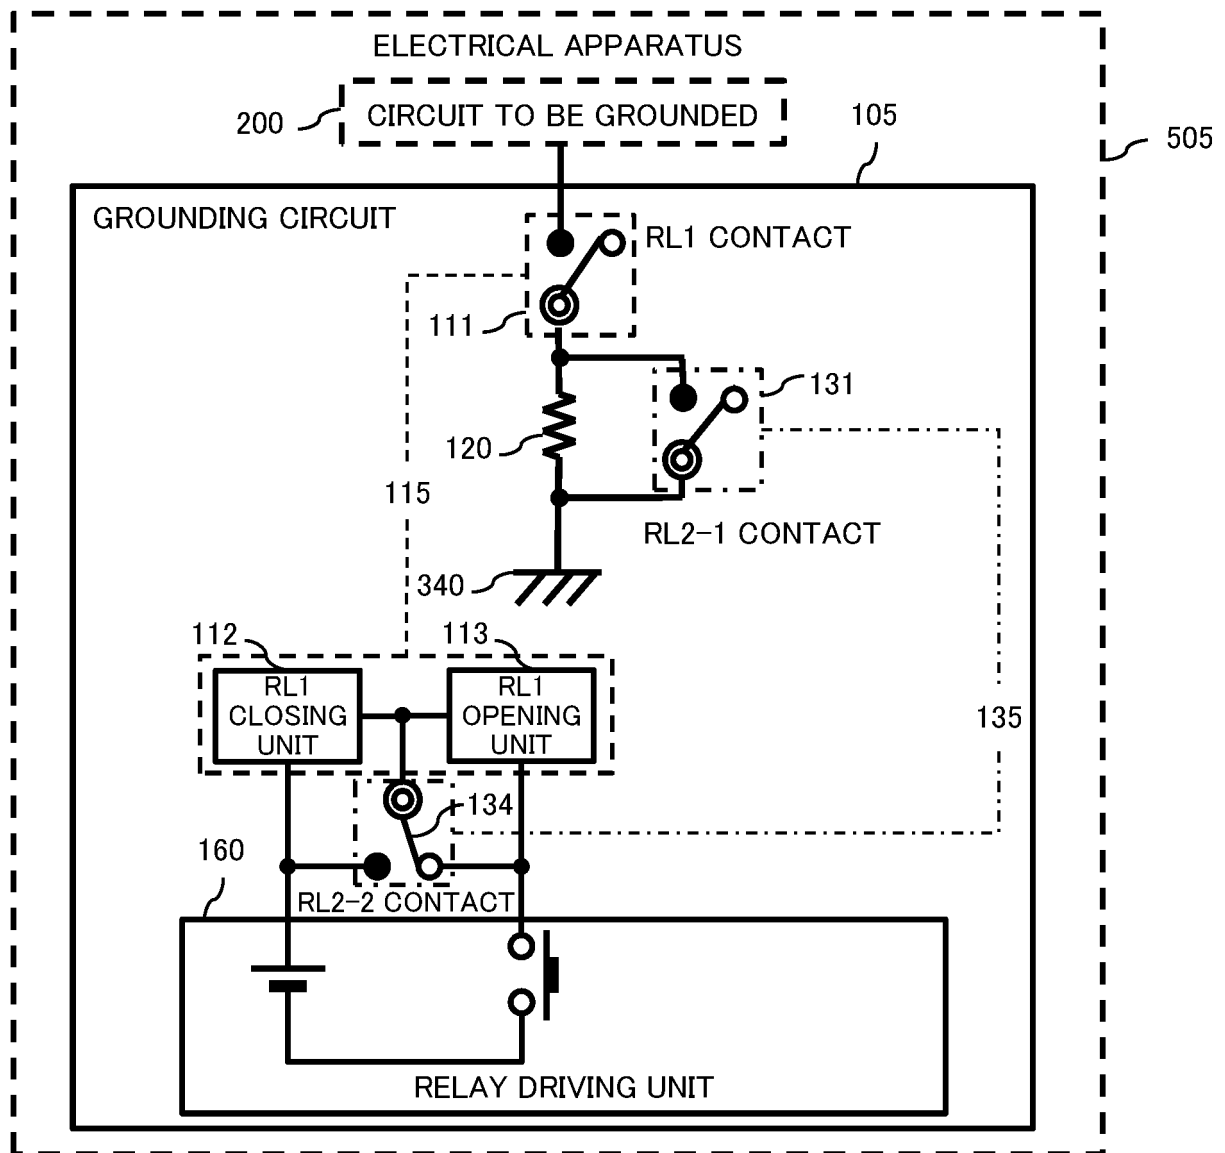 ELECTRICAL APPARATUS
200
CIRCUIT TO BE GROUNDED
105
505
GROUNDING CIRCUIT
RL1 CONTACT
111
131
120
115
RL2-1 CONTACT
340
112
113
RL1
CLOSING
UNIT
RL1
OPENING
UNIT
135
134
160
RL2-2 CONTACT
RELAY DRIVING UNIT